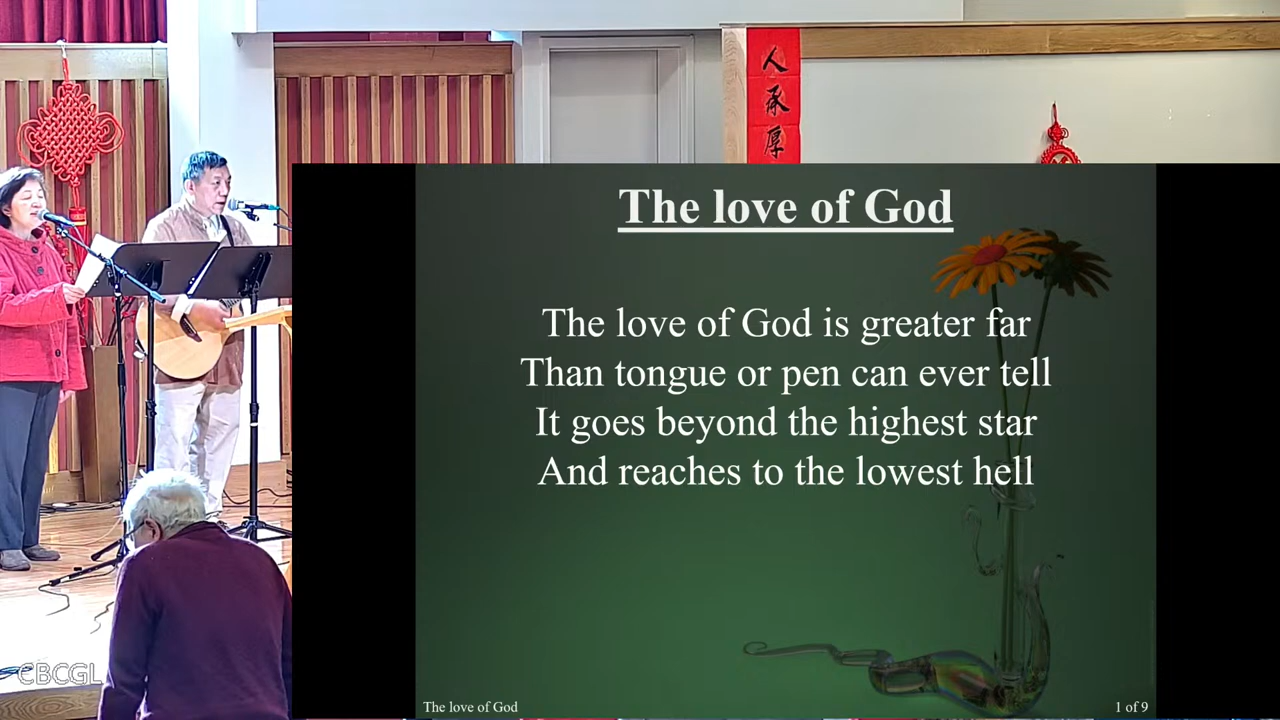 人
承
厚
The love of God
The love of God is greater far
Than tongue or pen can ever tell
It goes beyond the highest star
And reaches to the lowest hell
CBCGL
The love of God
1 of 9